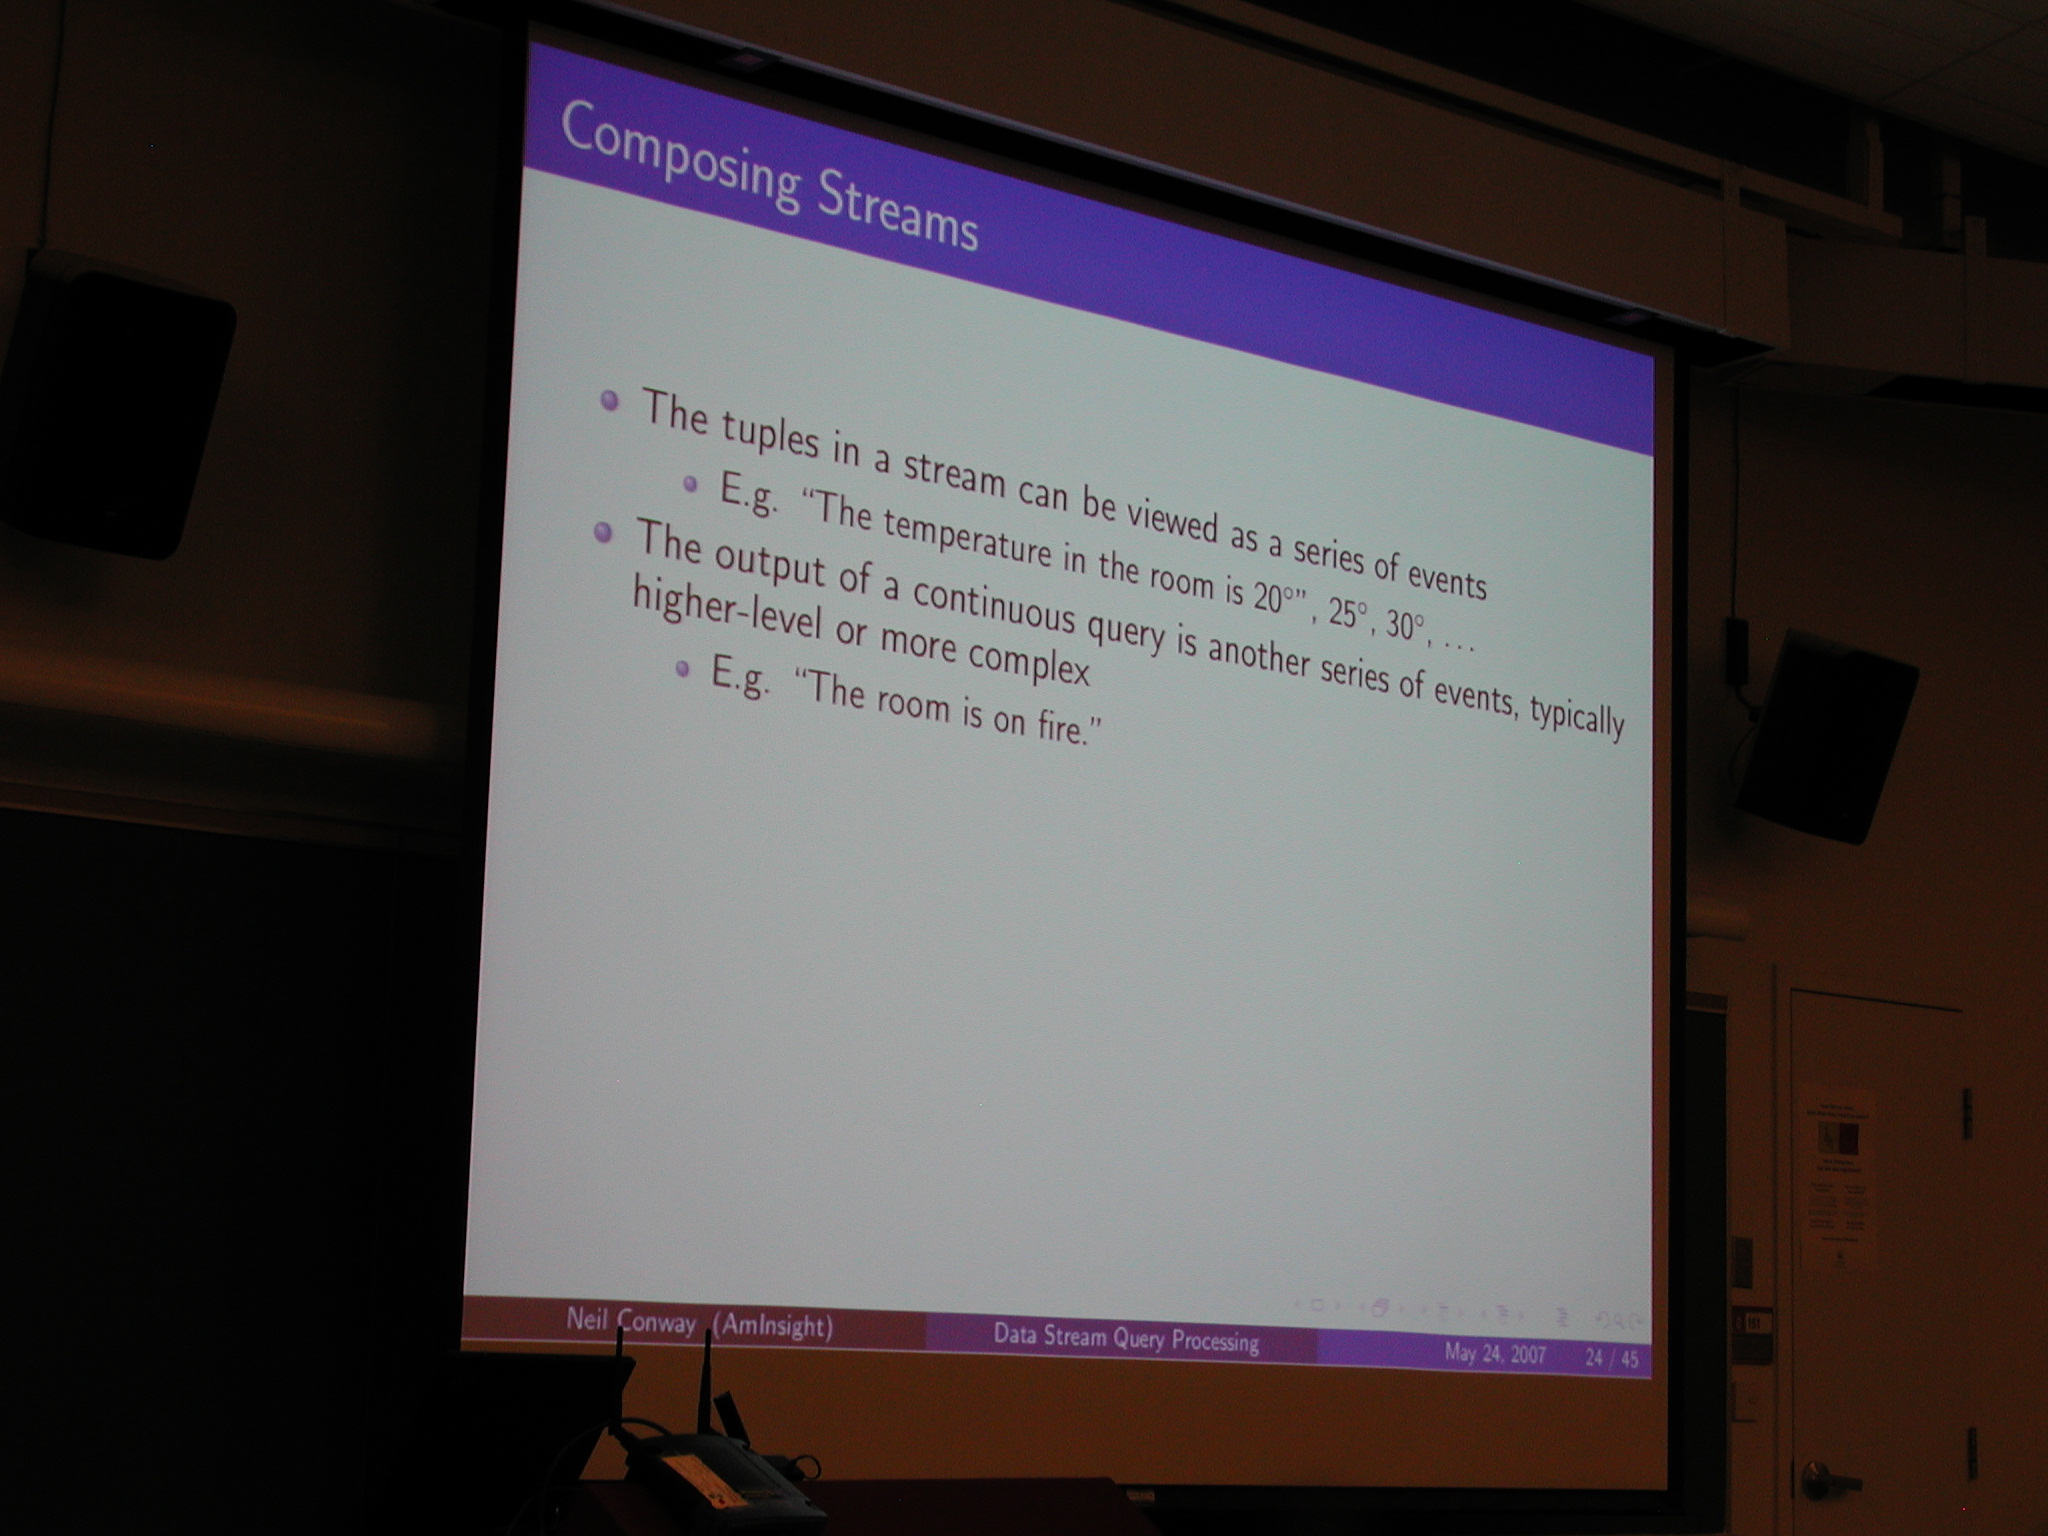 Composing Streams
The tuples in a stream can be viewed as a series of events
E.g. “The temperature in the room is 20°”, 25°, 30°, ...
The output of a continuous query is another series of events, typically
higher-level or more complex
E.g. “The room is on fire.”
Neil Conway (AmInsight) Data Stream Query Processing May 24, 2007 24 / 45